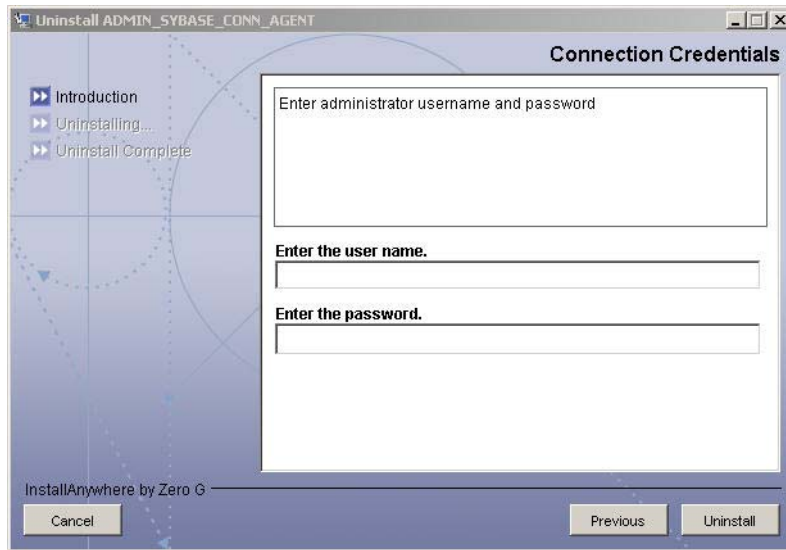 Uninstall ADMIN_SYBASE_CONN_AGENT
Connection Credentials
Introduction
Uninstalling...
Uninstall Complete
Enter administrator username and password
Enter the user name.
Enter the password.
InstallAnywhere by Zero G
Cancel
Previous
Uninstall